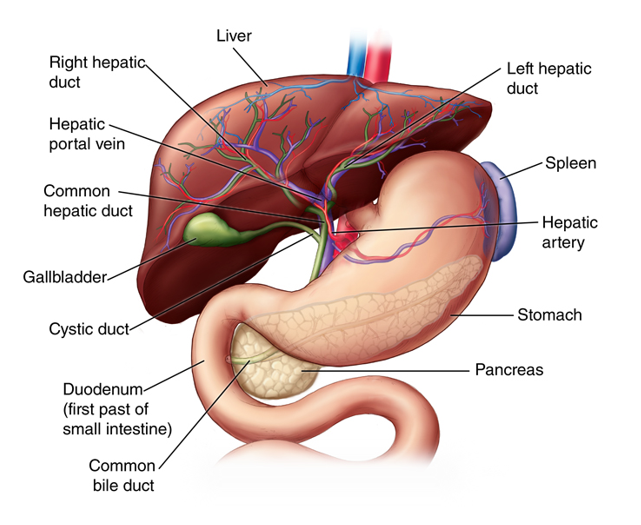 Liver
Right hepatic
duct
Left hepatic
duct
Hepatic
portal vein
Spleen
Common
hepatic duct
Hepatic
artery
Gallbladder
Stomach
Cystic duct
Pancreas
Duodenum
(first past of
small intestine)
Common
bile duct